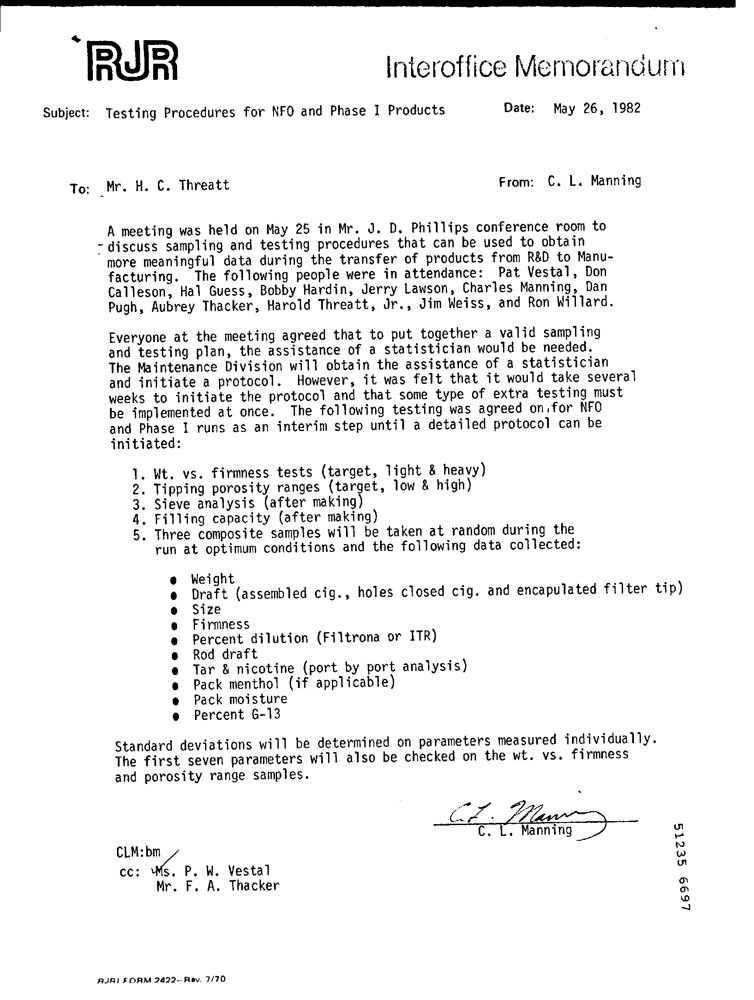 RJR
Interoffice Memorandum
Subject: Testing Procedures for NFO and Phase I Products Date: May 26, 1982
To: Mr. H. C. Threatt From: C. L. Manning
A meeting was held on May 25 in Mr. J. D. Phillips conference room to
discuss sampling and testing procedures that can be used to obtain
more meaningful data during the transfer of products from R&D to Manu-
facturing. The following people were in attendance: Pat Vestal, Don
Calleson, Hal Guess, Bobby Hardin, Jerry Lawson, Charles Manning, Dan
Pugh, Aubrey Thacker, Harold Threatt, Jr., Jim Weiss, and Ron Willard.
Everyone at the meeting agreed that to put together a valid sampling
and testing plan, the assistance of a statistician would be needed.
The Maintenance Division will obtain the assistance of a statistician
and initiate a protocol. However, it was felt that it would take several
weeks to initiate the protocol and that some type of extra testing must
be implemented at once. The following testing was agreed on for NFO
and Phase I runs as an interim step until a detailed protocol can be
initiated:
1. Wt. vs. firmness tests (target, light & heavy)
2. Tipping porosity ranges (target, low & high)
3. Sieve analysis (after making)
4. Filling capacity (after making)
5. Three composite samples will be taken at random during the
run at optimum conditions and the following data collected:
● Weight
● Draft (assembled cig., holes closed cig. and encapulated filter tip)
● Size
● Firmness
● Percent dilution (Filtrona or ITR)
● Rod draft
● Tar & nicotine (port by port analysis)
● Pack menthol (if applicable)
● Pack moisture
● Percent G-13
Standard deviations will be determined on parameters measured individually.
The first seven parameters will also be checked on the wt. vs. firmness
and porosity range samples.
C. L. Manning
C. L. Manning
CLM:bm
cc: Ms. P. W. Vestal
Mr. F. A. Thacker
51235 6697
RJRI FORM 2422-Rev. 7/70